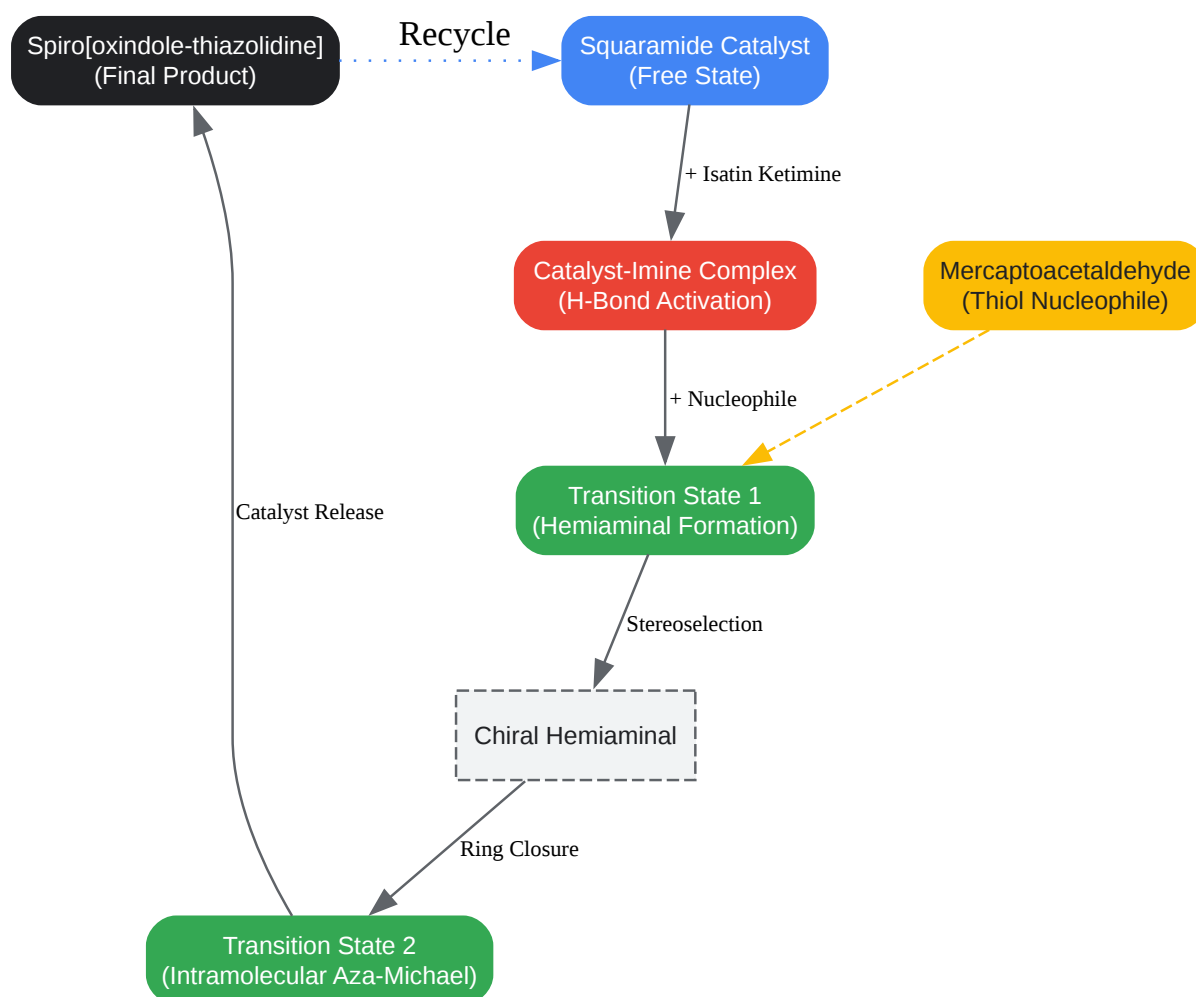 Spiro[oxindole-thiazolidine]
(Final Product)
Recycle
Squaramide Catalyst
(Free State)
+ Isatin Ketimine
Catalyst-Imine Complex
(H-Bond Activation)
Mercaptoacetaldehyde
(Thiol Nucleophile)
+ Nucleophile
Transition State 1
(Hemiaminal Formation)
Catalyst Release
Stereoselection
Chiral Hemiaminal
Ring Closure
Transition State 2
(Intramolecular Aza-Michael)